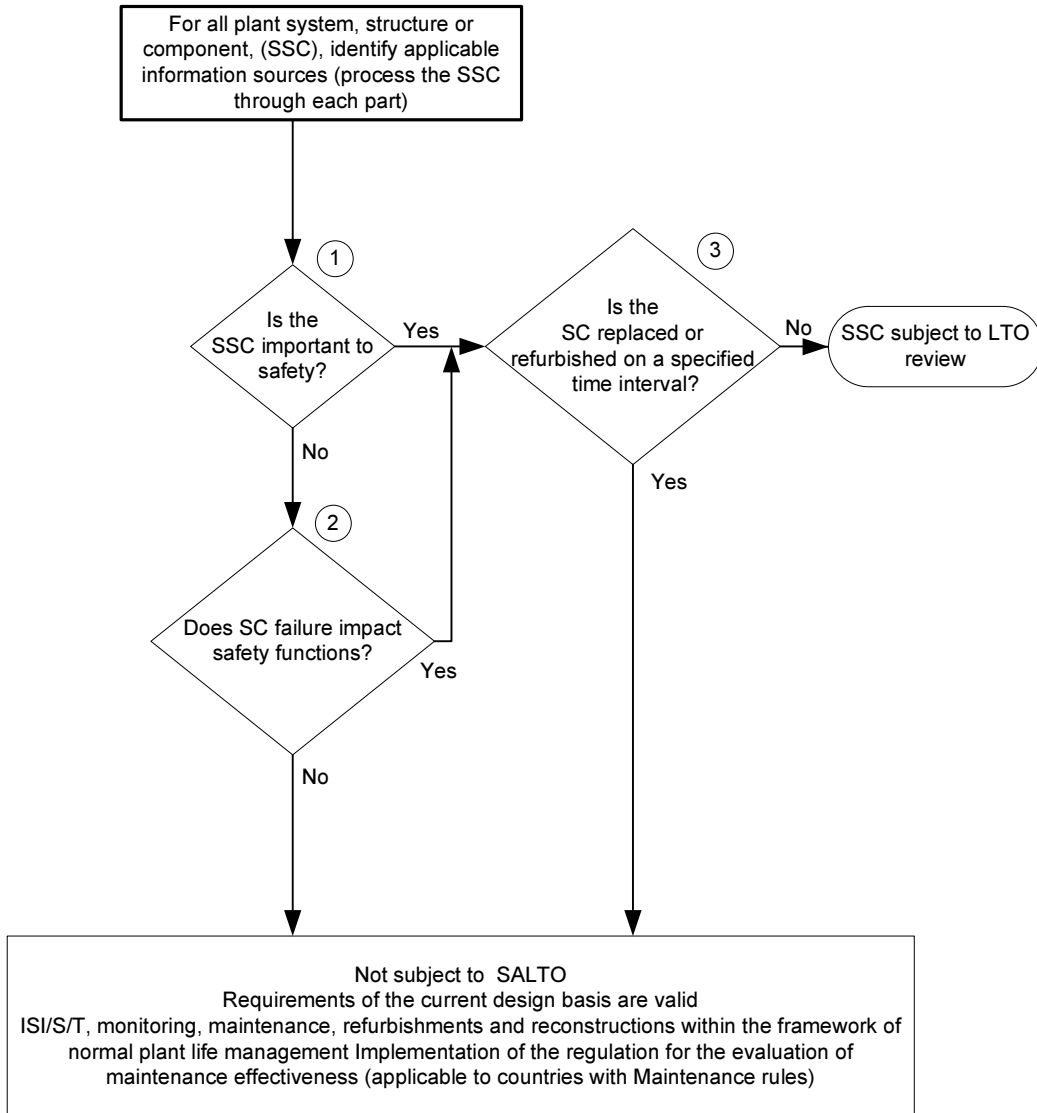 For all plant system, structure or
component, (SSC), identify applicable
information sources (process the SSC
through each part)
1
Is the
SSC important to
safety?
Yes
No
3
Is the
SC replaced or
refurbished on a specified
time interval?
No
Yes
SSC subject to LTO
review
2
Does SC failure impact
safety functions?
Yes
No
Not subject to SALTO
Requirements of the current design basis are valid
ISI/S/T, monitoring, maintenance, refurbishments and reconstructions within the framework of
normal plant life management Implementation of the regulation for the evaluation of
maintenance effectiveness (applicable to countries with Maintenance rules)